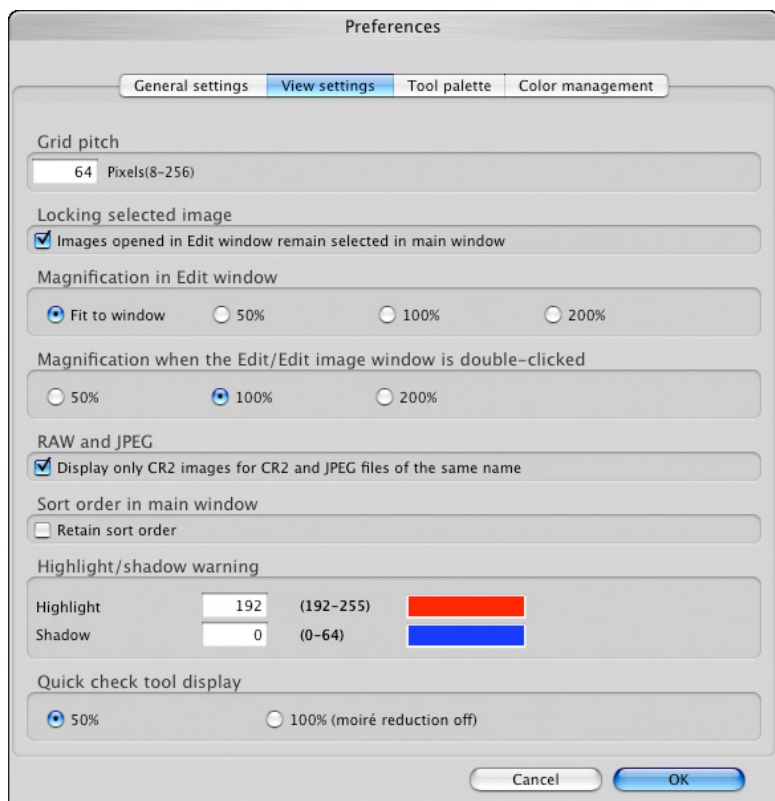 Preferences
General settings View settings Tool palette Color management
Grid pitch
64 Pixels(8-256)
Locking selected image
Images opened in Edit window remain selected in main window
Magnification in Edit window
Fit to window 50% 100% 200%
Magnification when the Edit/Edit image window is double-clicked
50% 100% 200%
RAW and JPEG
Display only CR2 images for CR2 and JPEG files of the same name
Sort order in main window
Retain sort order
Highlight/shadow warning
Highlight 192 (192-255)
Shadow 0 (0-64)
Quick check tool display
50% 100% (moiré reduction off)
Cancel OK